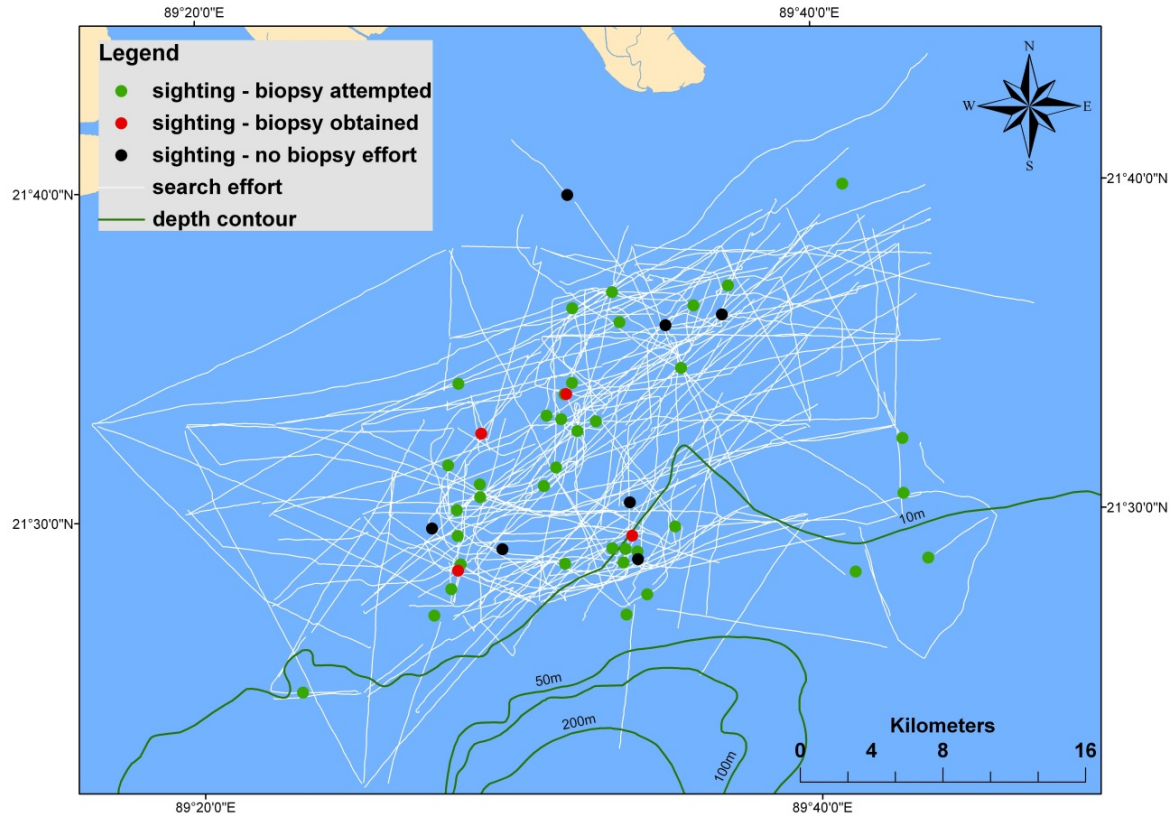 89°20'0"E 89°40'0"E
Legend
sighting - biopsy attempted
sighting - biopsy obtained
sighting - no biopsy effort
search effort
depth contour
N
W E
S
21°40'0"N 21°40'0"N
21°30'0"N 21°30'0"N
10m
50m
200m
100m
Kilometers
0 4 8 16
89°20'0"E 89°40'0"E